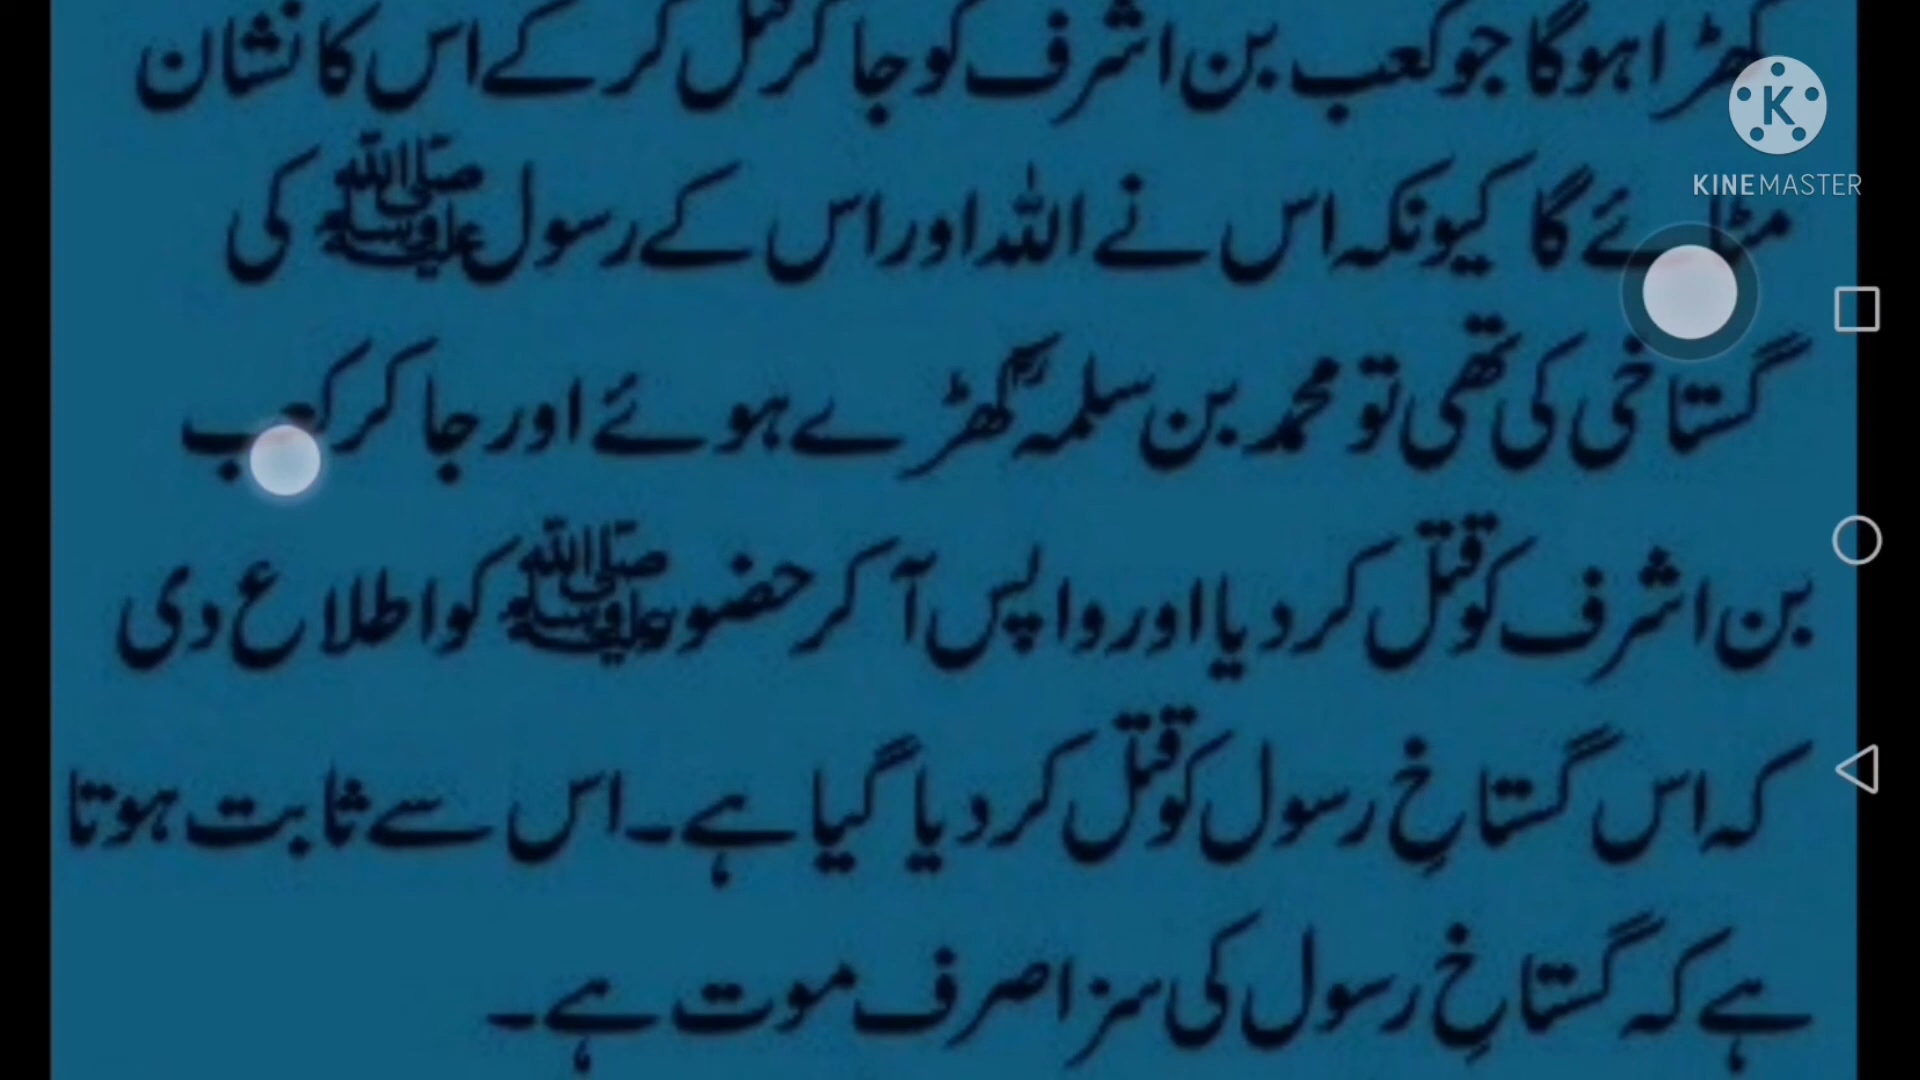 کھڑا ہوگا جو کعب بن اشرف کو جا کر قتل کر کے اس کا نشان
مٹائے گا کیونکہ اس نے اللہ اور اس کے رسول ﷺ کی
گستاخی کی تھی تو محمد بن سلمہؓ کھڑے ہوئے اور جا کر کعب
بن اشرف کو قتل کر دیا اور واپس آ کر حضور ﷺ کو اطلاع دی
کہ اس گستاخِ رسول کو قتل کر دیا گیا ہے۔ اس سے ثابت ہوتا
ہے کہ گستاخِ رسول کی سزا صرف موت ہے۔
K
KINEMASTER